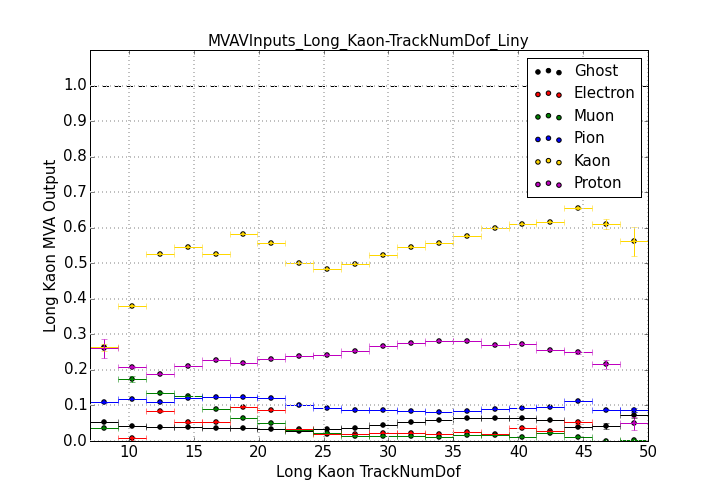 MVAVInputs_Long_Kaon-TrackNumDof_Liny
Ghost
Electron
Muon
Pion
Kaon
Proton
1.0
0.9
0.8
0.7
0.6
0.5
0.4
0.3
0.2
0.1
0.0
Long Kaon MVA Output
10 15 20 25 30 35 40 45 50
Long Kaon TrackNumDof